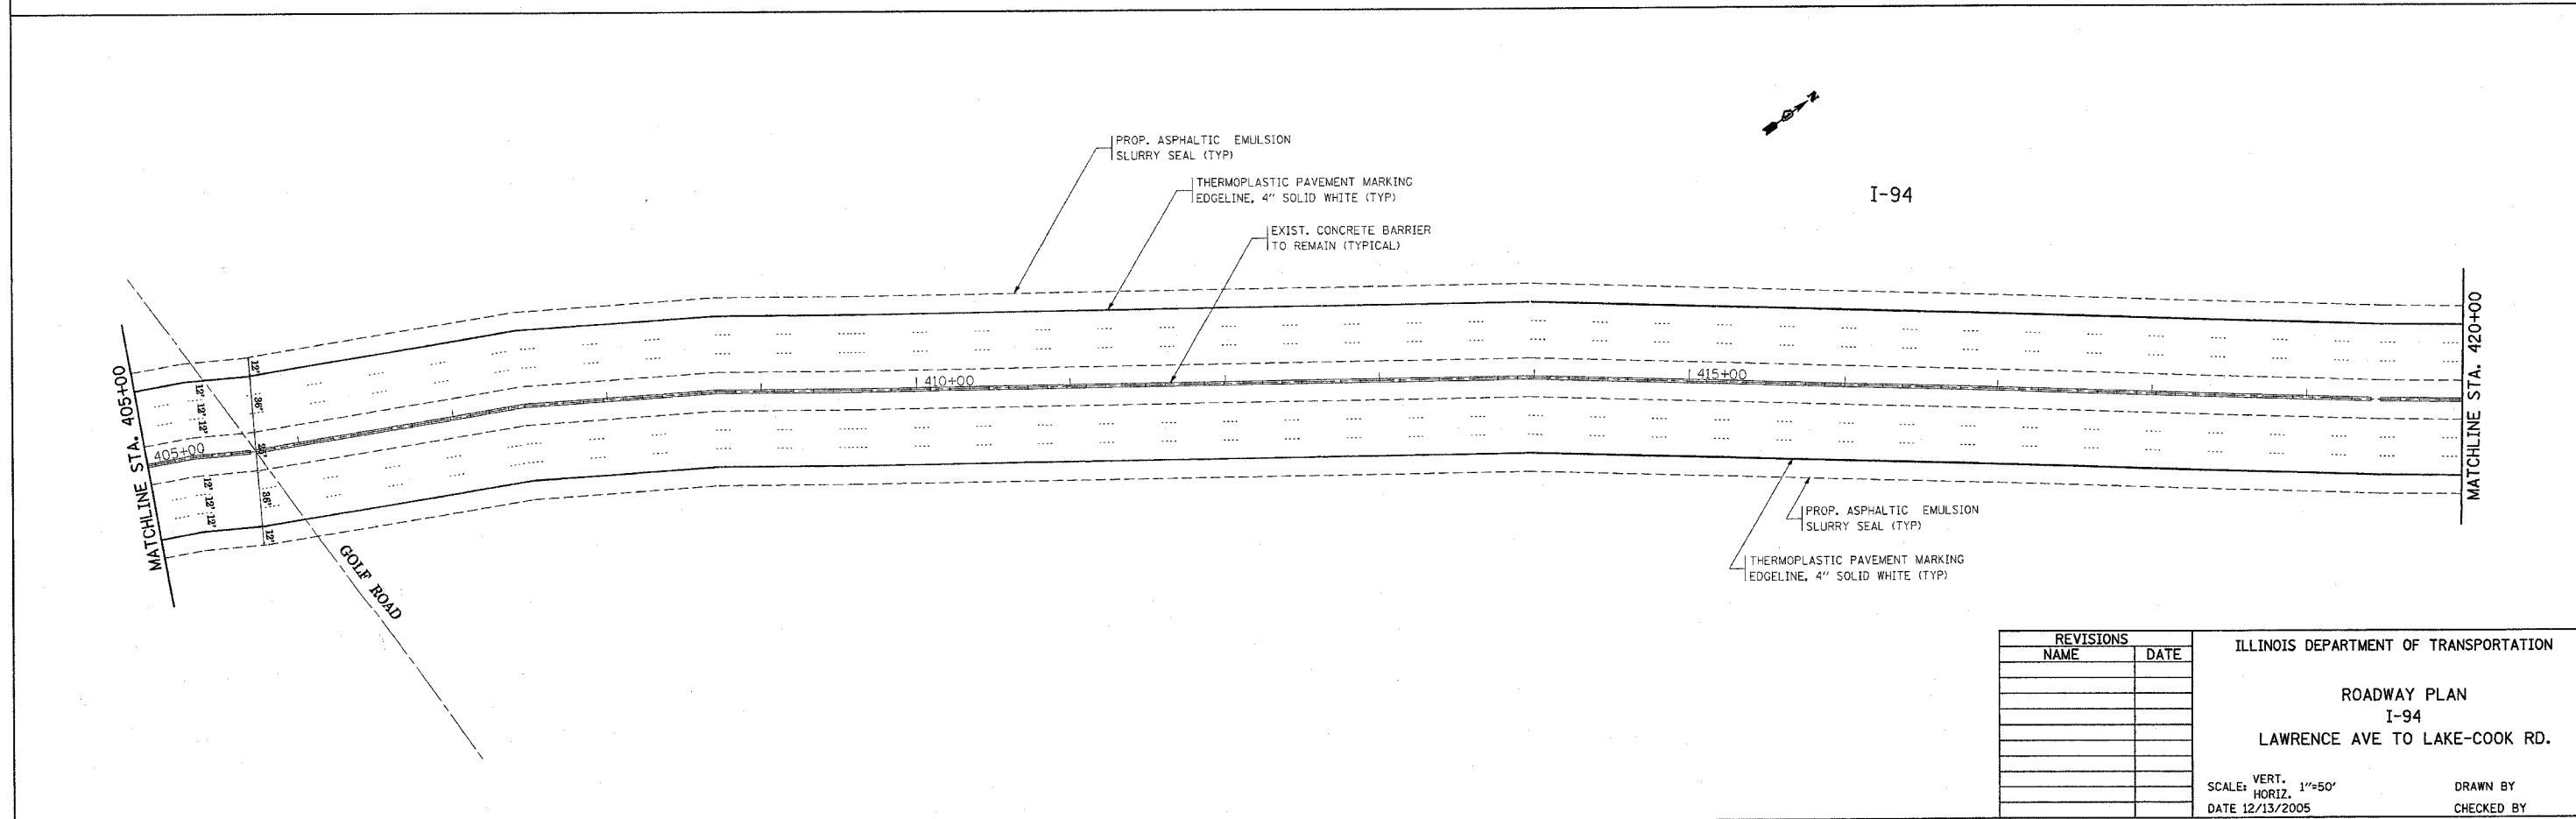 PROP. ASPHALTIC EMULSION
SLURRY SEAL (TYP)
THERMOPLASTIC PAVEMENT MARKING
EDGELINE, 4" SOLID WHITE (TYP)
EXIST. CONCRETE BARRIER
TO REMAIN (TYPICAL)
N
I-94
MATCHLINE STA. 405+00
405+00
12'
36'
36'
12'
12' 12' 12'
12' 12' 12'
GOLF ROAD
410+00
415+00
MATCHLINE STA. 420+00
PROP. ASPHALTIC EMULSION
SLURRY SEAL (TYP)
THERMOPLASTIC PAVEMENT MARKING
EDGELINE, 4" SOLID WHITE (TYP)
REVISIONS
NAME DATE
ILLINOIS DEPARTMENT OF TRANSPORTATION
ROADWAY PLAN
I-94
LAWRENCE AVE TO LAKE-COOK RD.
SCALE: VERT.
HORIZ. 1"=50'
DRAWN BY
DATE 12/13/2005
CHECKED BY